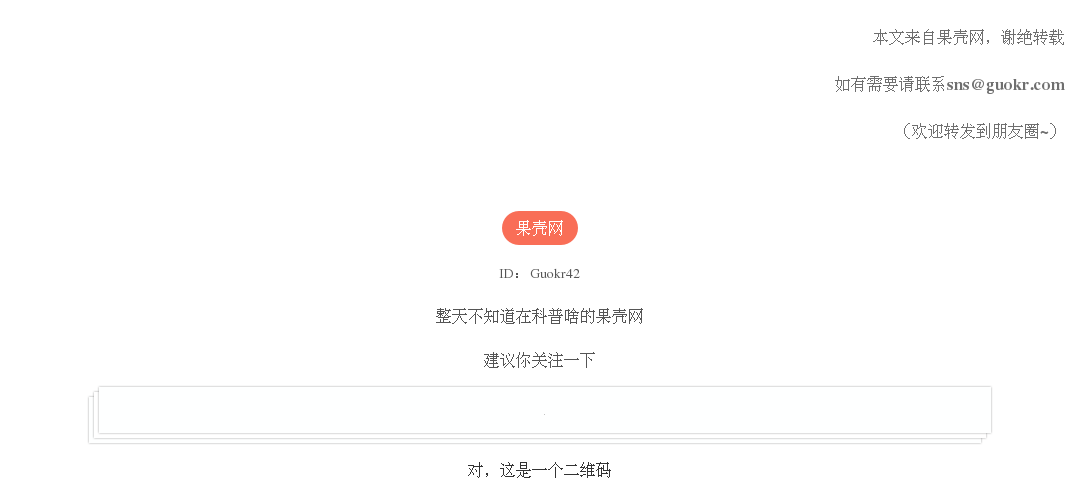 本文来自果壳网，谢绝转载
如有需要请联系sns@guokr.com
（欢迎转发到朋友圈~）
果壳网
ID： Guokr42
整天不知道在科普啥的果壳网
建议你关注一下
对，这是一个二维码